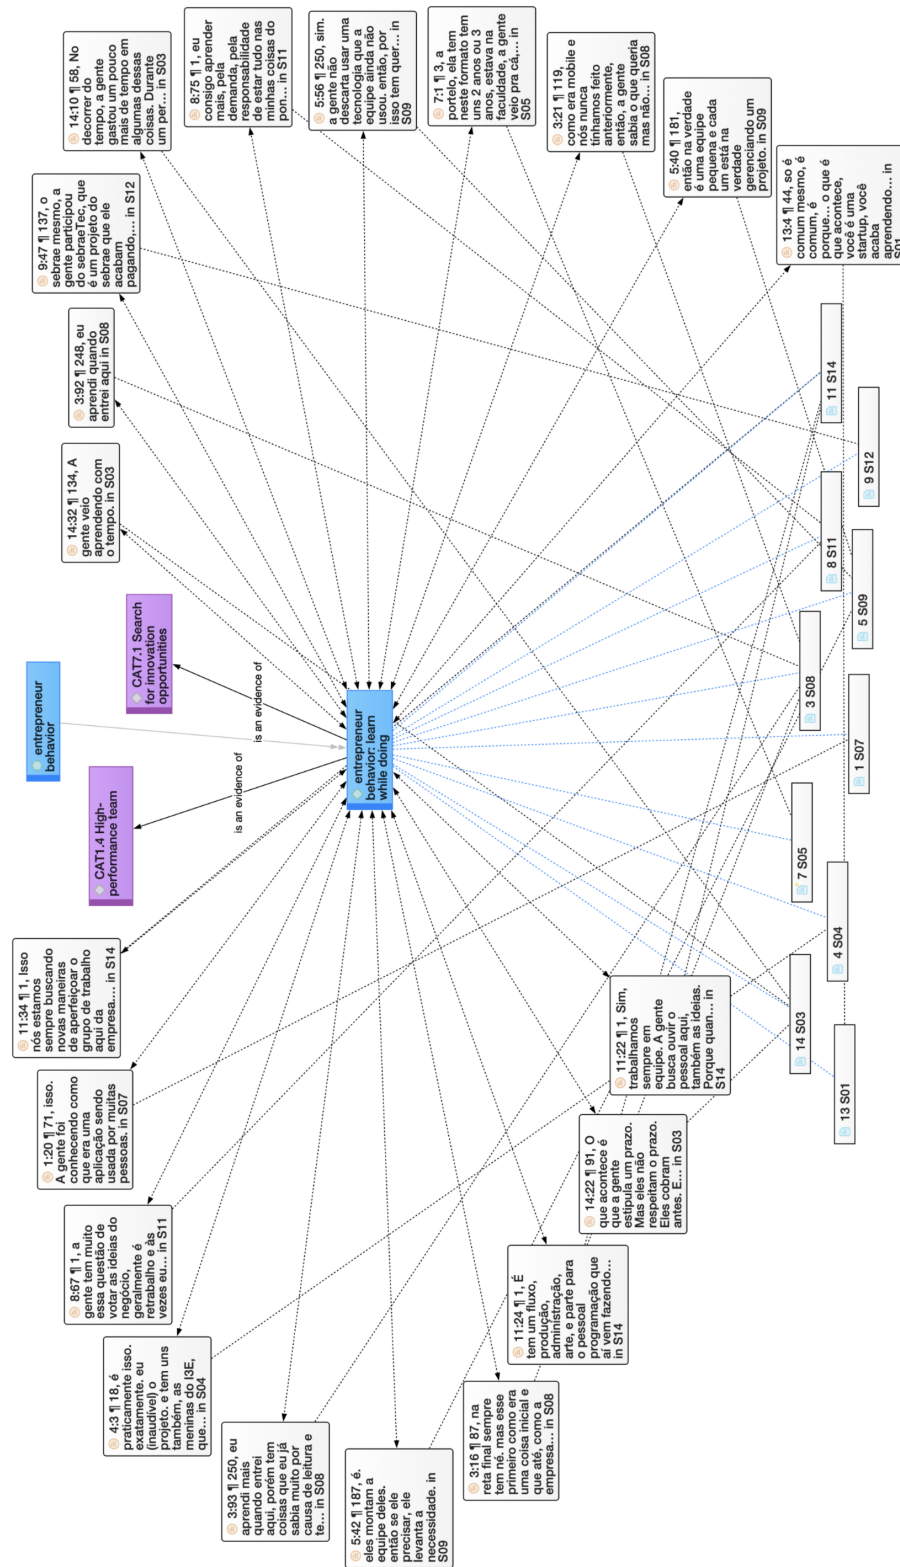 entrepreneur
behavior
CAT1.4 High-
performance team
CAT7.1 Search
for innovation
opportunities
is an evidence of
is an evidence of
entrepreneur
behavior: learn
while doing
11:34 ¶ 1, Isso
nós estamos
sempre buscando
novas maneiras
de aperfeiçoar o
grupo de trabalho
aqui da
empresa.... in S14
1:20 ¶ 71, isso.
A gente foi
conhecendo como
que era uma
aplicação sendo
usada por muitas
pessoas. in S07
8:67 ¶ 1, a
gente tem muito
essa questão de
votar as ideias do
negócio,
geralmente é
retrabalho e às
vezes eu... in S11
4:3 ¶ 18, é
praticamente isso.
exatamente. eu
(inaudível) o
projeto. e tem uns
também, as
meninas do I3E,
que... in S04
3:93 ¶ 250, eu
aprendi mais
quando entrei
aqui, porém tem
coisas que eu já
sabia muito por
causa de leitura e
te... in S08
5:42 ¶ 187, é.
eles montam a
equipe deles.
então se ele
precisar, ele
levanta a
necessidade. in
S09
3:16 ¶ 87, na
reta final sempre
tem né. mas esse
primeiro como era
uma coisa inicial e
que até, como a
empresa... in S08
11:24 ¶ 1, É
tem um fluxo,
produção,
administração,
arte, e parte para
o pessoal
programação que
aí vem fazendo...
in S14
14:22 ¶ 91, O
que acontece é
que a gente
estipula um prazo.
Mas eles não
respeitam o prazo.
Eles cobram
antes. E... in S03
11:22 ¶ 1, Sim,
trabalhamos
sempre em
equipe. A gente
busca ouvir o
pessoal aqui,
também as ideias.
Porque quan... in
S14
14:32 ¶ 134, A
gente veio
aprendendo com
o tempo. in S03
3:92 ¶ 248, eu
aprendi quando
entrei aqui in S08
9:47 ¶ 137, o
sebrae mesmo, a
gente participou
do sebraeTec, que
é um projeto do
sebrae que ele
acabam
pagando,... in S12
14:10 ¶ 58, No
decorrer do
tempo, a gente
gastou um pouco
mais de tempo em
algumas dessas
coisas. Durante
um per... in S03
8:75 ¶ 1, eu
consigo aprender
mais, pela
demanda, pela
responsabilidade
de estar tudo nas
minhas coisas do
pon... in S11
5:56 ¶ 250, sim.
a gente não
descarta usar uma
tecnologia que a
equipe ainda não
usou. então, por
isso tem quer... in
S09
7:1 ¶ 3, a
portelo, ela tem
neste formato tem
uns 2 anos ou 3
anos, estava na
faculdade, a gente
veio pra cá,... in
S05
3:21 ¶ 119,
como era mobile e
nós nunca
tínhamos feito
anteriormente,
então, a gente
sabia o que queria
mas não... in S08
5:40 ¶ 181,
então na verdade
é uma equipe
pequena e cada
um está na
verdade
gerenciando um
projeto. in S09
13:4 ¶ 44, so é
comum mesmo, é
comum, é
porque... o que é
que acontece,
você é uma
startup, você
acaba
aprendendo... in
S01
13 S01
14 S03
4 S04
7 S05
1 S07
3 S08
5 S09
8 S11
9 S12
11 S14